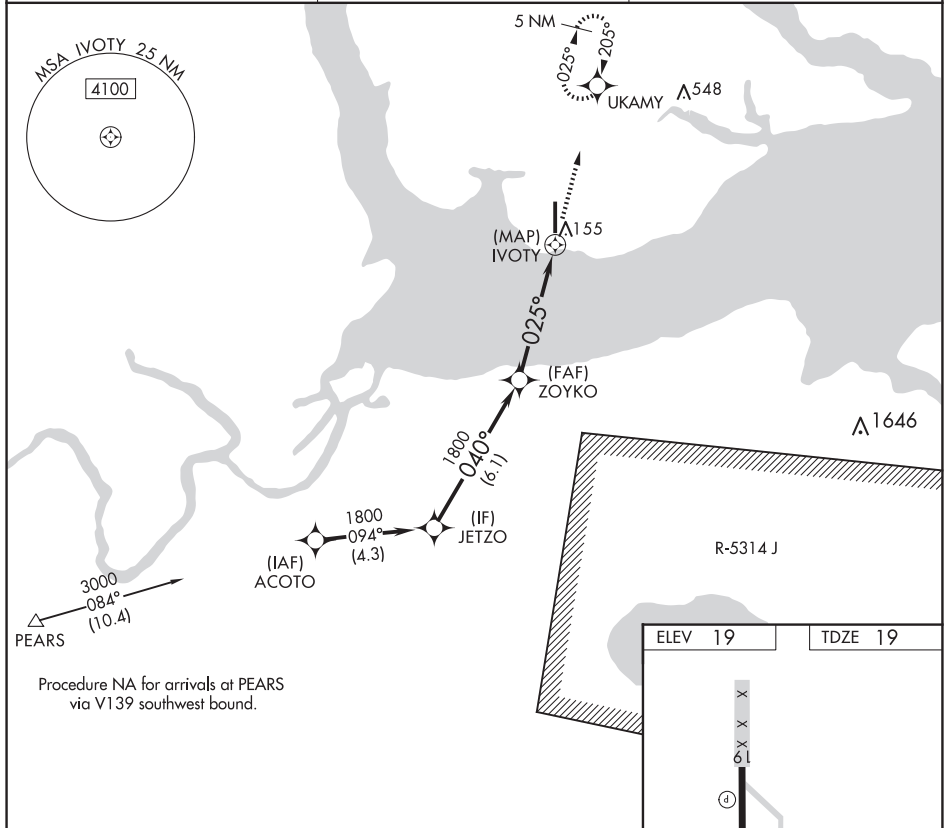 MSA IVOTY 25 NM
4100
5 NM
025°
205°
UKAMY
548
(MAP)
IVOTY
155
025°
(FAF)
ZOYKO
1646
1800
040°
(6.1)
1800
094°
(4.3)
(IF)
JETZO
(IAF)
ACOTO
R-5314 J
3000
084°
(10.4)
PEARS
Procedure NA for arrivals at PEARS
via V139 southwest bound.
ELEV 19
TDZE 19
X
X
X
19
P